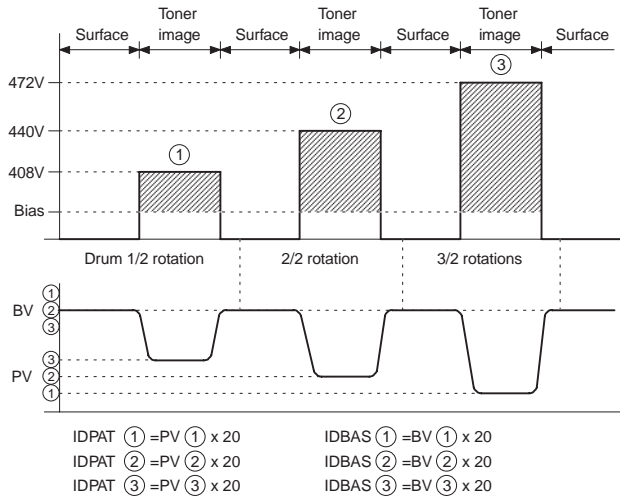 Surface Toner image Surface Toner image Surface Toner image Surface
472V
③
440V
②
408V
①
Bias
Drum 1/2 rotation 2/2 rotation 3/2 rotations
①
BV ②
③
③
PV ②
①
IDPAT ① =PV ① x 20 IDBAS ① =BV ① x 20
IDPAT ② =PV ② x 20 IDBAS ② =BV ② x 20
IDPAT ③ =PV ③ x 20 IDBAS ③ =BV ③ x 20